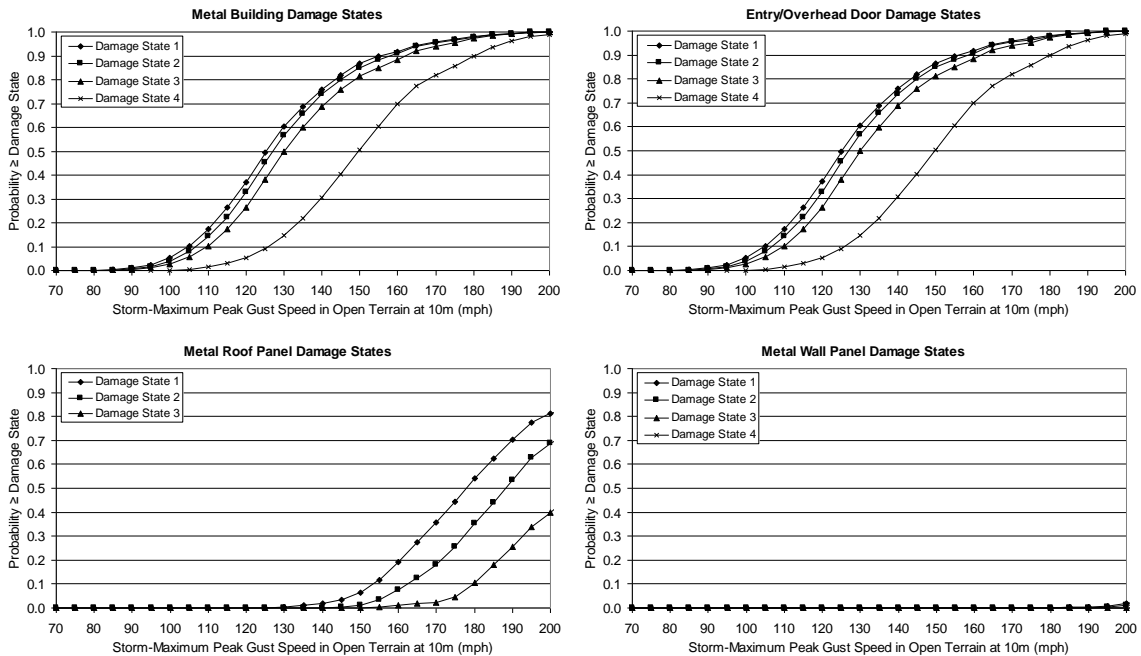 Metal Building Damage States
Probability ≥ Damage State
1.0
0.9
0.8
0.7
0.6
0.5
0.4
0.3
0.2
0.1
0.0
Damage State 1
Damage State 2
Damage State 3
Damage State 4
70 80 90 100 110 120 130 140 150 160 170 180 190 200
Storm-Maximum Peak Gust Speed in Open Terrain at 10m (mph)
Entry/Overhead Door Damage States
Probability ≥ Damage State
1.0
0.9
0.8
0.7
0.6
0.5
0.4
0.3
0.2
0.1
0.0
Damage State 1
Damage State 2
Damage State 3
Damage State 4
70 80 90 100 110 120 130 140 150 160 170 180 190 200
Storm-Maximum Peak Gust Speed in Open Terrain at 10m (mph)
Metal Roof Panel Damage States
Probability ≥ Damage State
1.0
0.9
0.8
0.7
0.6
0.5
0.4
0.3
0.2
0.1
0.0
Damage State 1
Damage State 2
Damage State 3
70 80 90 100 110 120 130 140 150 160 170 180 190 200
Storm-Maximum Peak Gust Speed in Open Terrain at 10m (mph)
Metal Wall Panel Damage States
Probability ≥ Damage State
1.0
0.9
0.8
0.7
0.6
0.5
0.4
0.3
0.2
0.1
0.0
Damage State 1
Damage State 2
Damage State 3
Damage State 4
70 80 90 100 110 120 130 140 150 160 170 180 190 200
Storm-Maximum Peak Gust Speed in Open Terrain at 10m (mph)